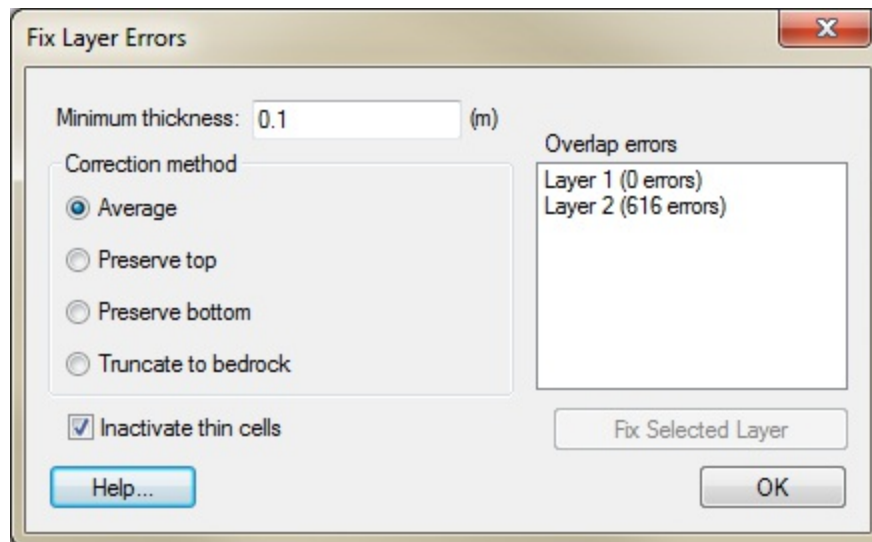 Fix Layer Errors
Minimum thickness: 0.1 (m)
Correction method
Average
Preserve top
Preserve bottom
Truncate to bedrock
Inactivate thin cells
Help...
Overlap errors
Layer 1 (0 errors)
Layer 2 (616 errors)
Fix Selected Layer
OK